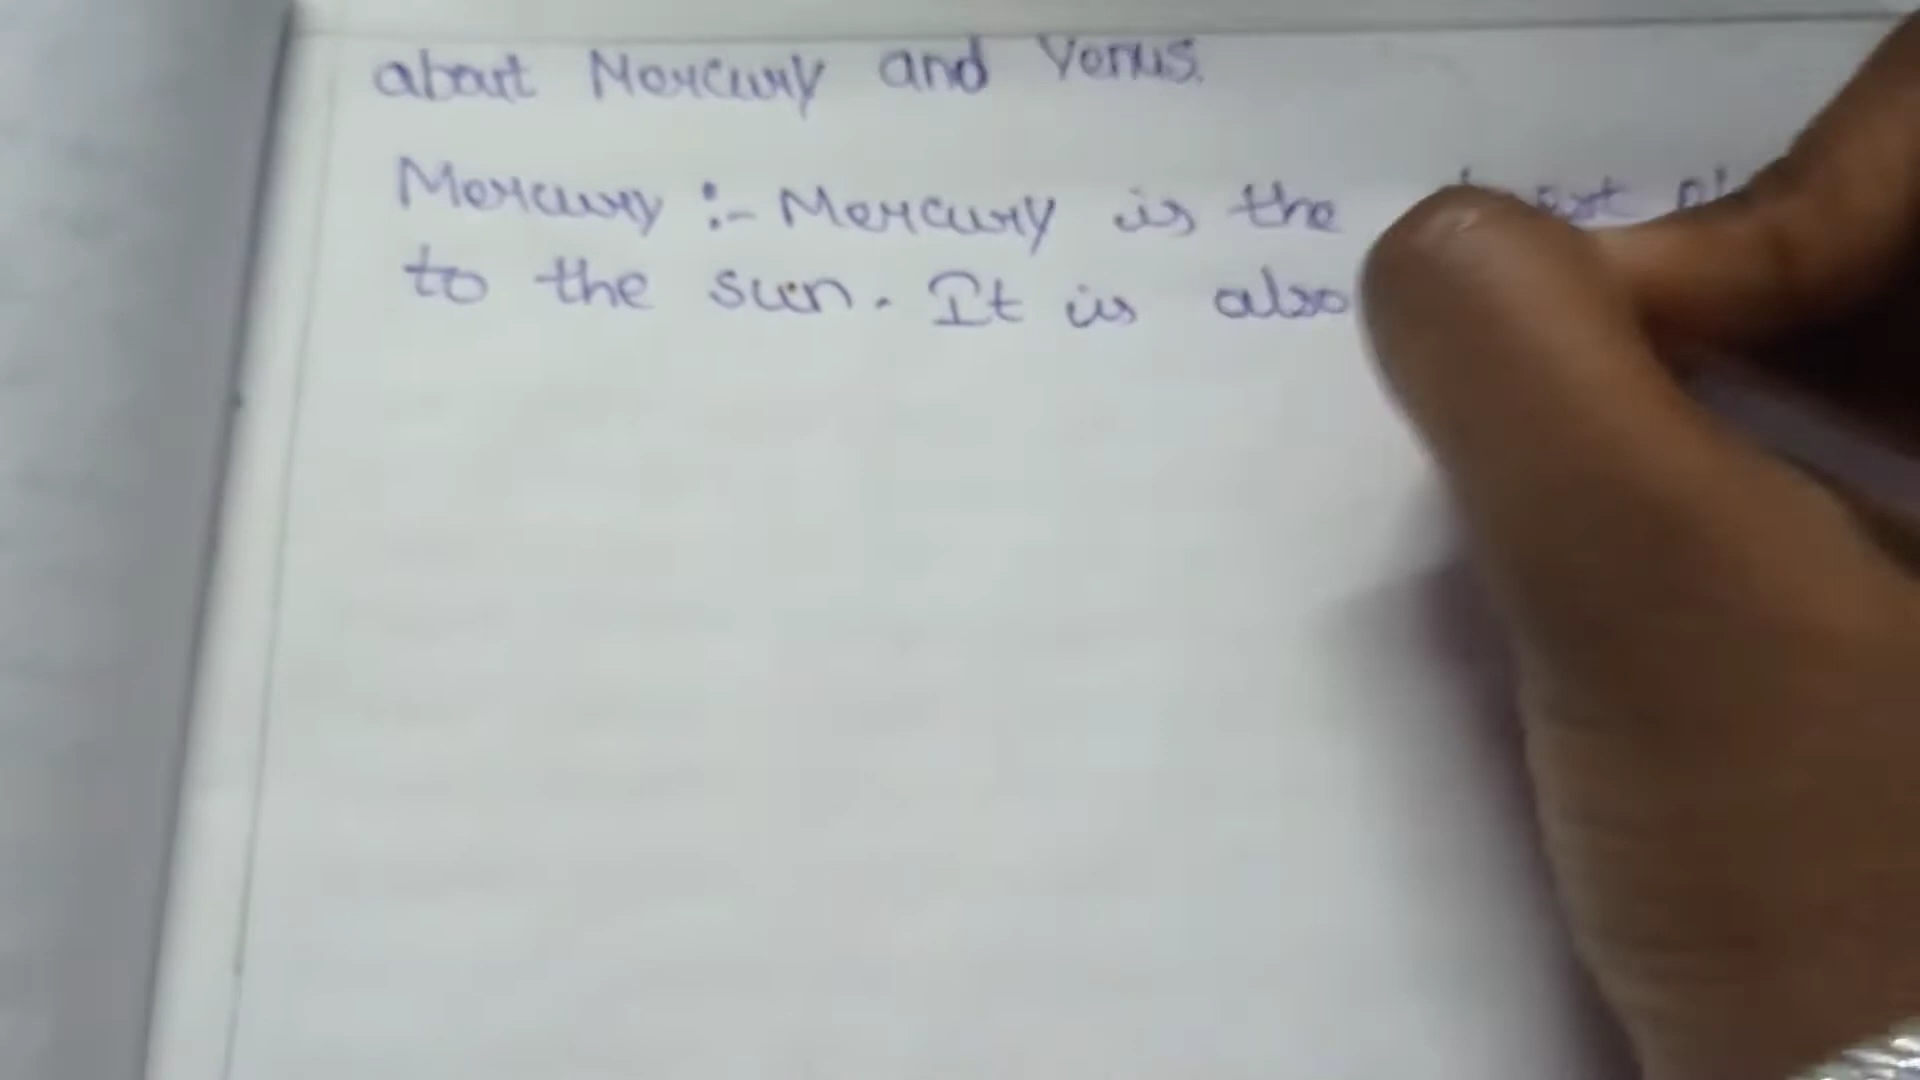 about Mercury and Venus.
Mercury :- Mercury is the
to the sun. It is also